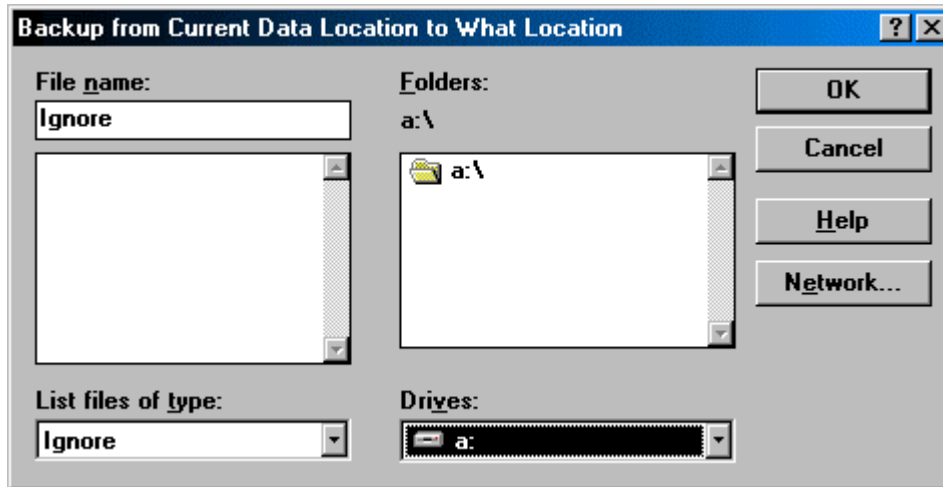 Backup from Current Data Location to What Location
File name:
Ignore
Folders:
a:\
a:\
OK
Cancel
Help
Network...
List files of type:
Ignore
Drives:
a: